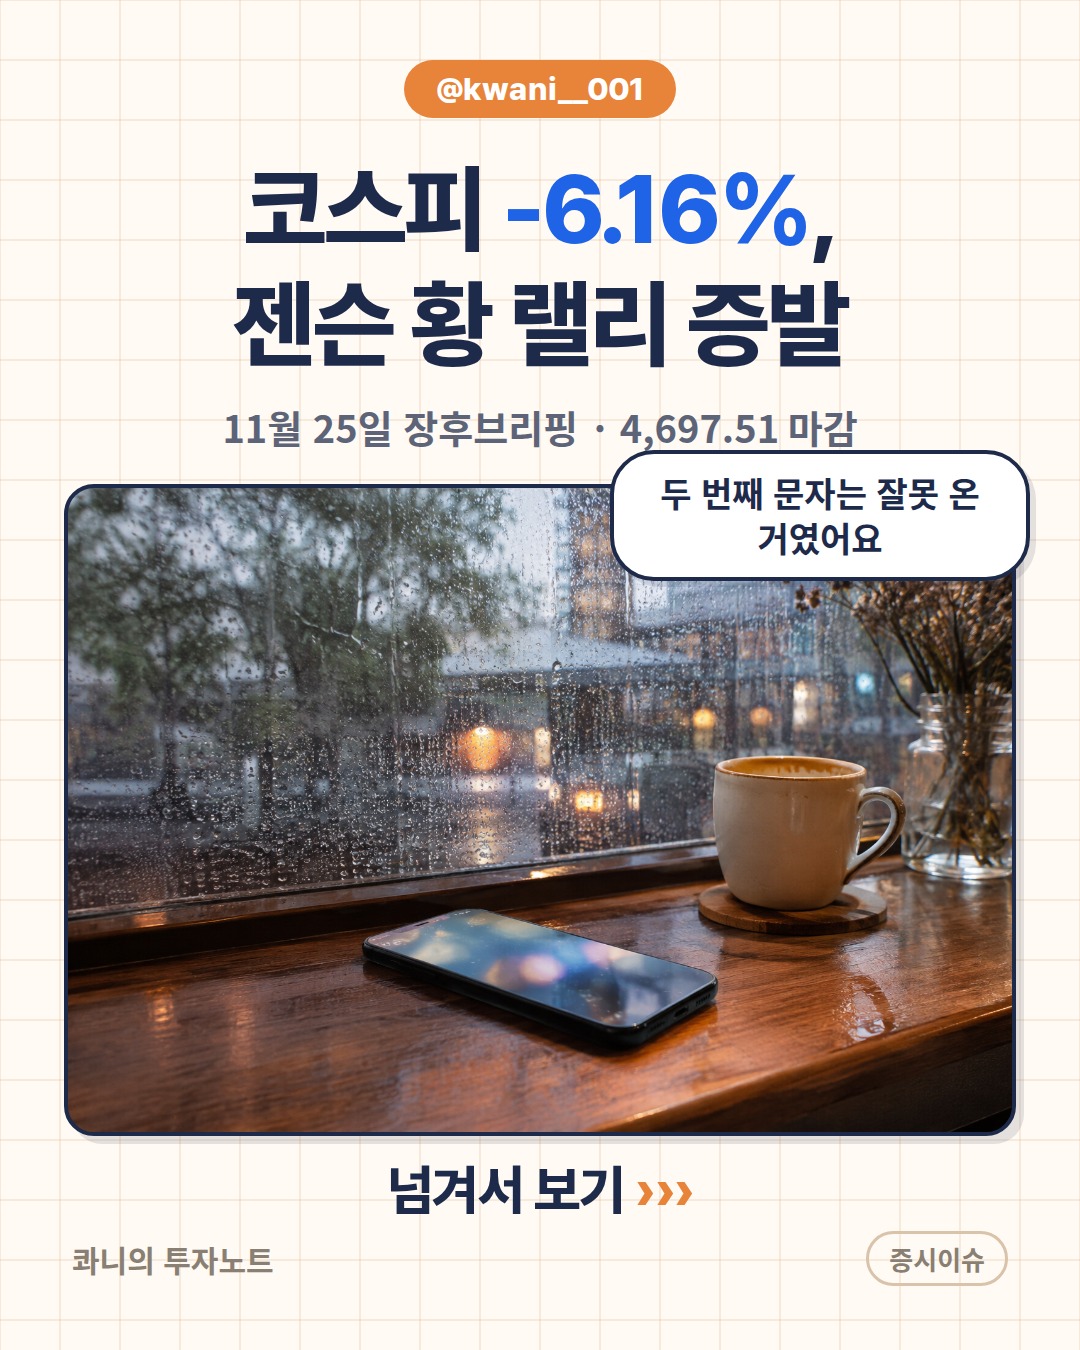 @kwani__001
코스피 -6.16%,
젠슨 황 랠리 증발
11월 25일 장후브리핑 · 4,697.51 마감
두 번째 문자는 잘못 온
거였어요
넘겨서 보기 ›››
콰니의 투자노트
증시이슈